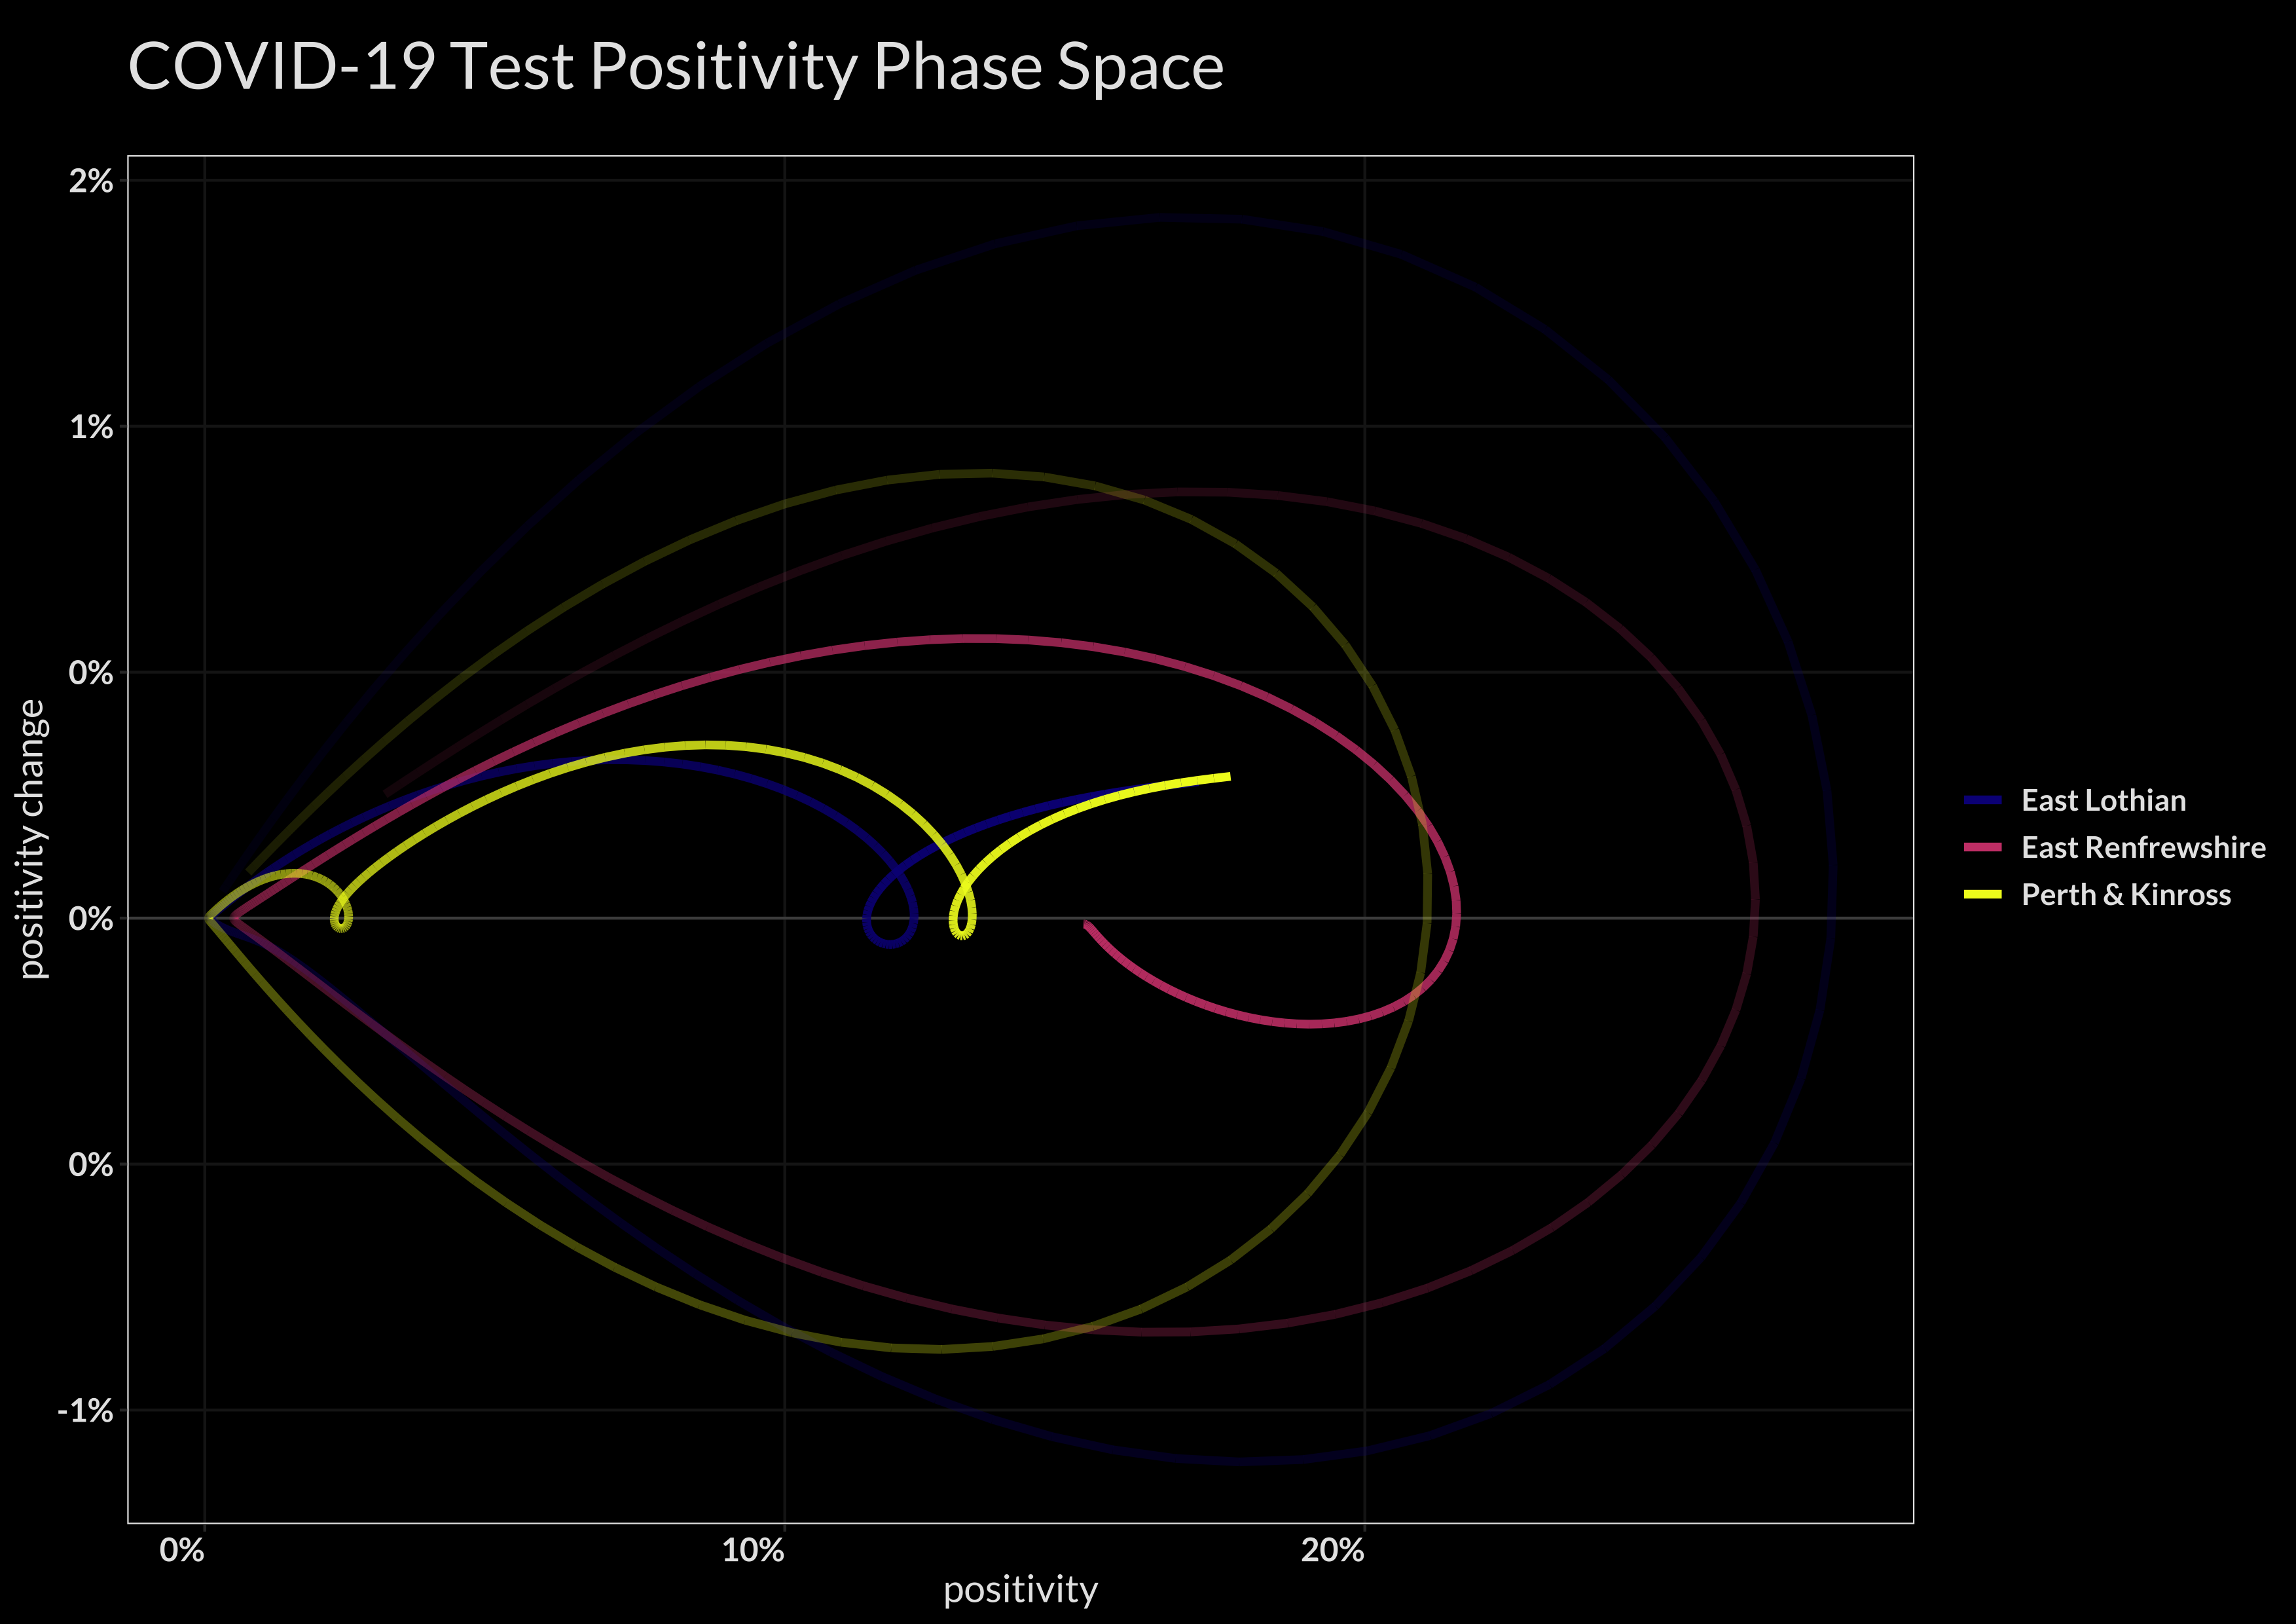 COVID-19 Test Positivity Phase Space
2%
1%
0%
0%
0%
-1%
positivity change
0%
10%
20%
positivity
East Lothian
East Renfrewshire
Perth & Kinross